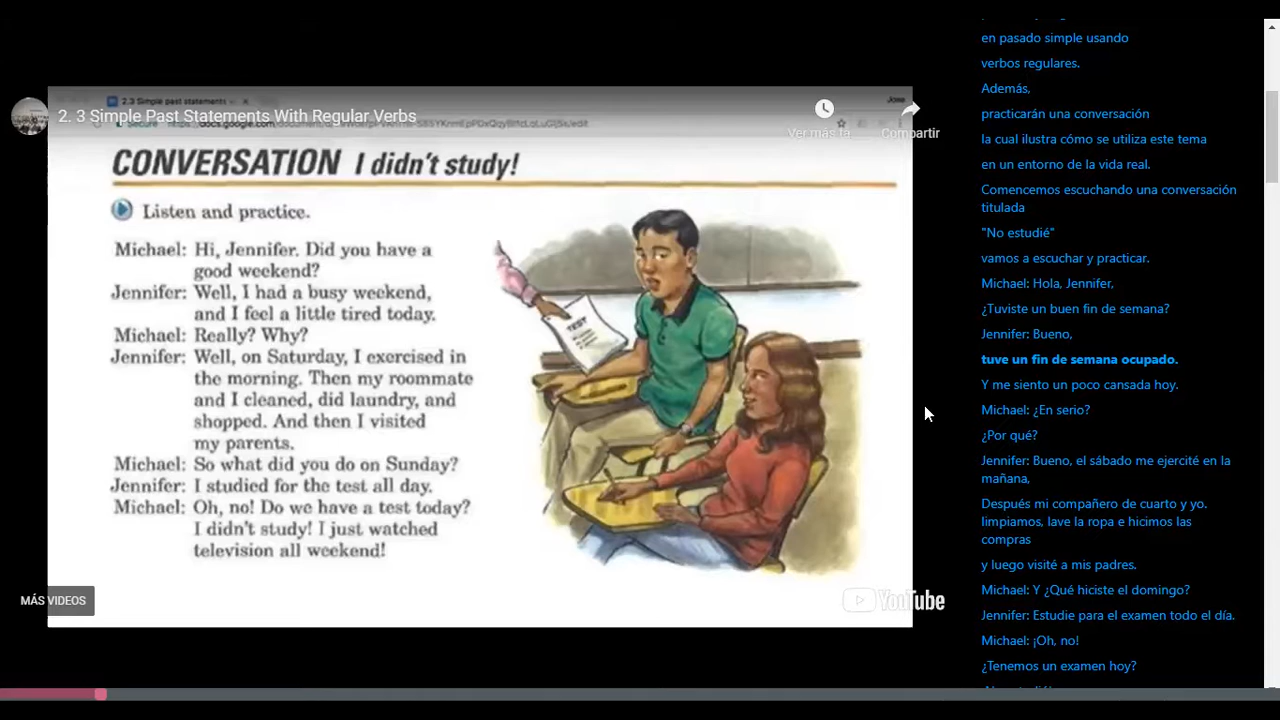 2.3 Simple past statements
Jose
2. 3 Simple Past Statements With Regular Verbs
Ver más ta...
Compartir
CONVERSATION I didn't study!
Listen and practice.
Michael: Hi, Jennifer. Did you have a
good weekend?
Jennifer: Well, I had a busy weekend,
and I feel a little tired today.
Michael: Really? Why?
Jennifer: Well, on Saturday, I exercised in
the morning. Then my roommate
and I cleaned, did laundry, and
shopped. And then I visited
my parents.
Michael: So what did you do on Sunday?
Jennifer: I studied for the test all day.
Michael: Oh, no! Do we have a test today?
I didn't study! I just watched
television all weekend!
TEST
MÁS VIDEOS
YouTube
en pasado simple usando
verbos regulares.
Además,
practicarán una conversación
la cual ilustra cómo se utiliza este tema
en un entorno de la vida real.
Comencemos escuchando una conversación
titulada
"No estudié"
vamos a escuchar y practicar.
Michael: Hola, Jennifer,
¿Tuviste un buen fin de semana?
Jennifer: Bueno,
tuve un fin de semana ocupado.
Y me siento un poco cansada hoy.
Michael: ¿En serio?
¿Por qué?
Jennifer: Bueno, el sábado me ejercité en la
mañana,
Después mi compañero de cuarto y yo.
limpiamos, lave la ropa e hicimos las
compras
y luego visité a mis padres.
Michael: Y ¿Qué hiciste el domingo?
Jennifer: Estudie para el examen todo el día.
Michael: ¡Oh, no!
¿Tenemos un examen hoy?